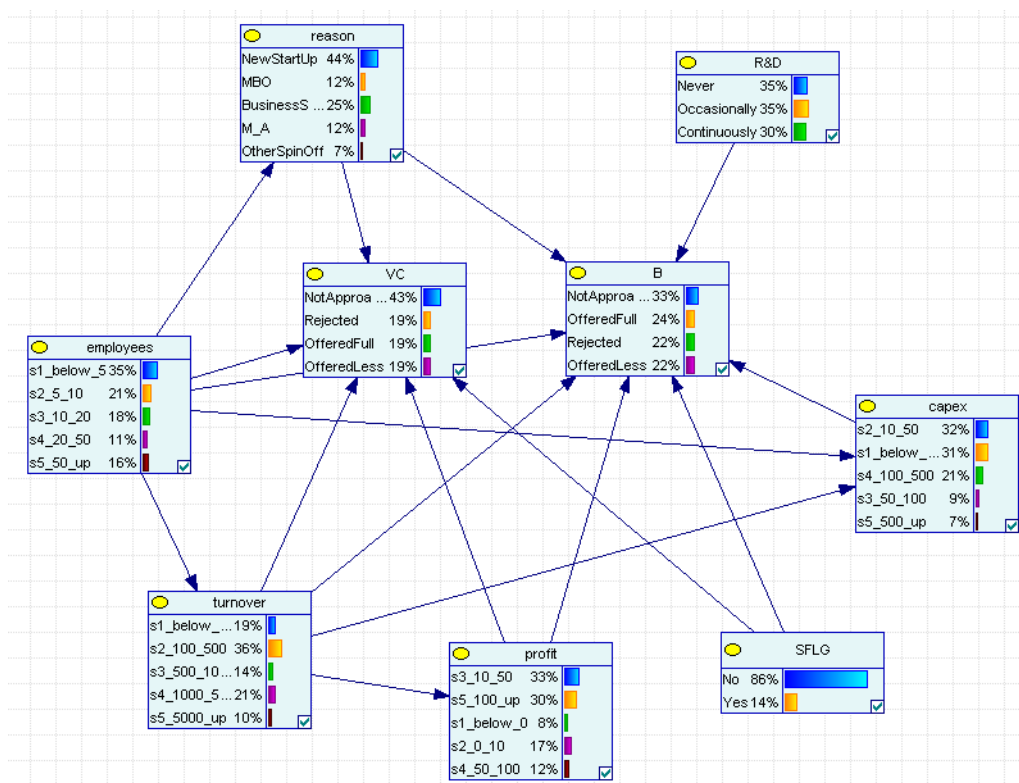 reason
NewStartUp 44%
MBO 12%
BusinessS ... 25%
M_A 12%
OtherSpinOff 7%
R&D
Never 35%
Occasionally 35%
Continuously 30%
VC
NotApproa ... 43%
Rejected 19%
OfferedFull 19%
OfferedLess 19%
B
NotApproa ... 33%
OfferedFull 24%
Rejected 22%
OfferedLess 22%
employees
s1_below_5 35%
s2_5_10 21%
s3_10_20 18%
s4_20_50 11%
s5_50_up 16%
capex
s2_10_50 32%
s1_below_... 31%
s4_100_500 21%
s3_50_100 9%
s5_500_up 7%
turnover
s1_below_ ... 19%
s2_100_500 36%
s3_500_10... 14%
s4_1000_5... 21%
s5_5000_up 10%
profit
s3_10_50 33%
s5_100_up 30%
s1_below_0 8%
s2_0_10 17%
s4_50_100 12%
SFLG
No 86%
Yes 14%